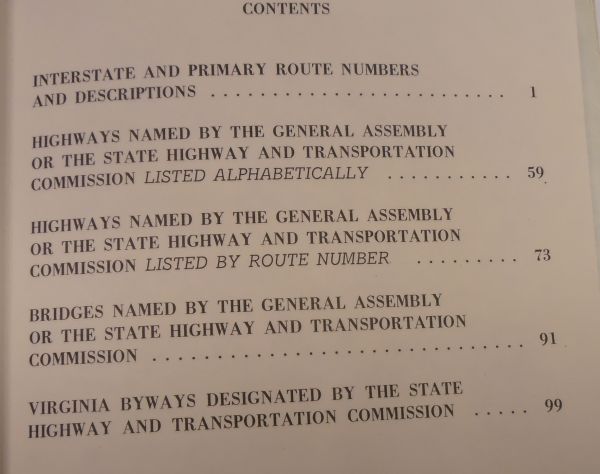 CONTENTS
INTERSTATE AND PRIMARY ROUTE NUMBERS
AND DESCRIPTIONS . . . . . . . . . . . . . . . . . . . . . . . . 1
HIGHWAYS NAMED BY THE GENERAL ASSEMBLY
OR THE STATE HIGHWAY AND TRANSPORTATION
COMMISSION LISTED ALPHABETICALLY . . . . . . . . . . . 59
HIGHWAYS NAMED BY THE GENERAL ASSEMBLY
OR THE STATE HIGHWAY AND TRANSPORTATION
COMMISSION LISTED BY ROUTE NUMBER . . . . . . . . . 73
BRIDGES NAMED BY THE GENERAL ASSEMBLY
OR THE STATE HIGHWAY AND TRANSPORTATION
COMMISSION . . . . . . . . . . . . . . . . . . . . . . . . . . . . . 91
VIRGINIA BYWAYS DESIGNATED BY THE STATE
HIGHWAY AND TRANSPORTATION COMMISSION . . . . . 99